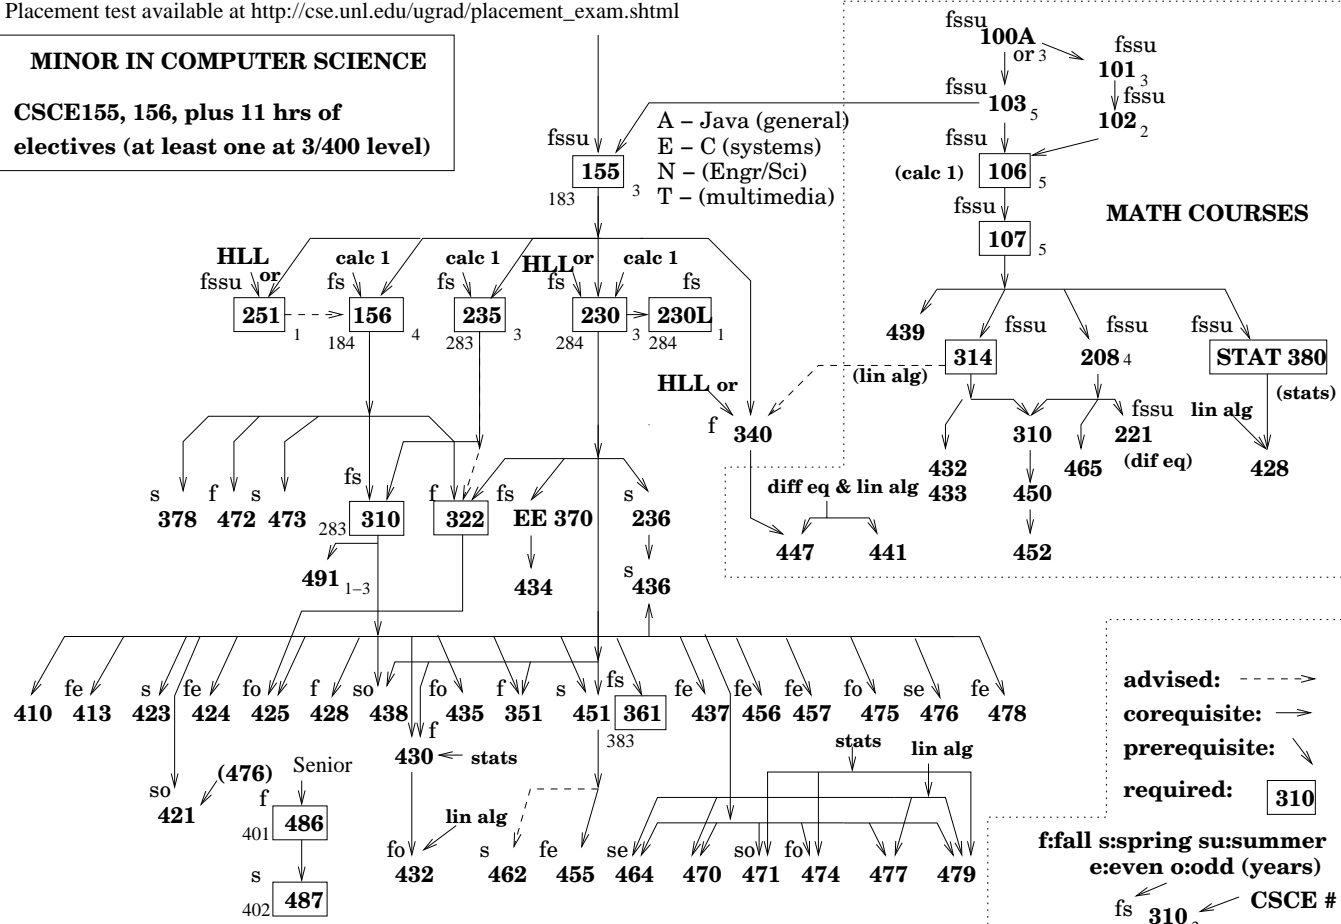 Placement test available at http://cse.unl.edu/ugrad/placement_exam.shtml
MINOR IN COMPUTER SCIENCE
CSCE155, 156, plus 11 hrs of
electives (at least one at 3/400 level)
A – Java (general)
E – C (systems)
N – (Engr/Sci)
T – (multimedia)
fssu
155
183 3
fssu
100A
or 3
fssu
101 3
fssu
103 5
fssu
102 2
fssu
(calc 1) 106 5
fssu
107 5
MATH COURSES
HLL or calc 1 calc 1 HLL or calc 1
fssu fs fs fs fs
251 156 235 230 230L
1 184 4 283 3 284 3 284 1
439
fssu fssu fssu
314 208 4 STAT 380
(lin alg) (stats)
HLL or
f 340
310
fssu
221
(dif eq)
lin alg
432 465 428
433 450
452
diff eq & lin alg
447 441
s f s fs f fs s
378 472 473 310 322 EE 370 236
283
491 1–3
434
s 436
fe s fe fo f so fo f s fs fe fe fe fo se fe
410 413 423 424 425 428 438 435 351 451 361 437 456 457 475 476 478
383
f
430 stats
stats lin alg
so (476)
421
Senior
f
401 486
s
402 487
lin alg
fo s fe se so fo
432 462 455 464 470 471 474 477 479
advised:
corequisite:
prerequisite:
required: 310
f:fall s:spring su:summer
e:even o:odd (years)
fs 310 CSCE #